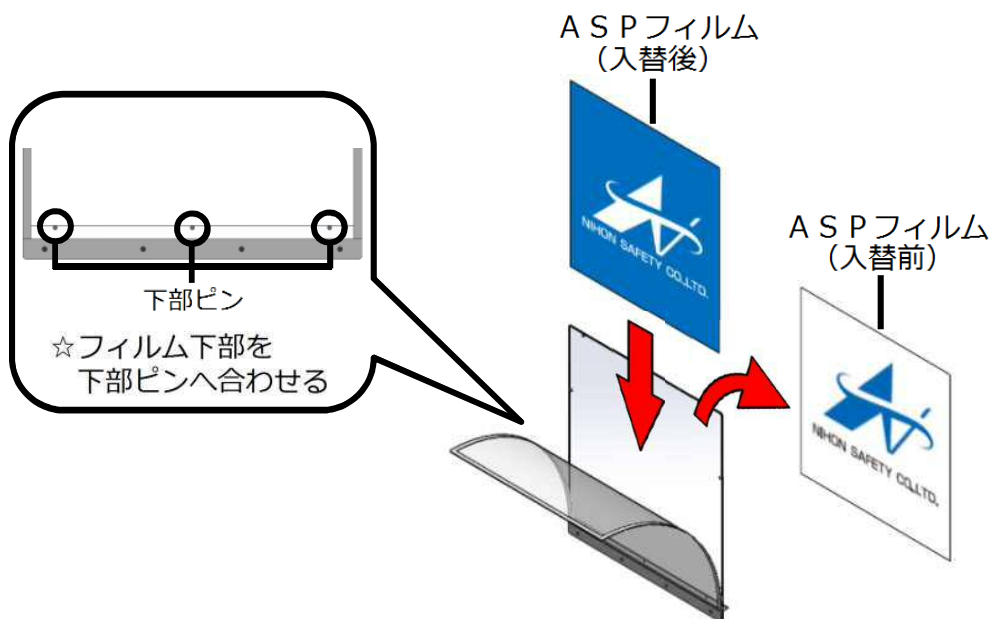 ＡＳＰフィルム
（入替後）
NIHON SAFETY CO.,LTD.
ＡＳＰフィルム
（入替前）
NIHON SAFETY CO.,LTD.
下部ピン
☆フィルム下部を
下部ピンへ合わせる